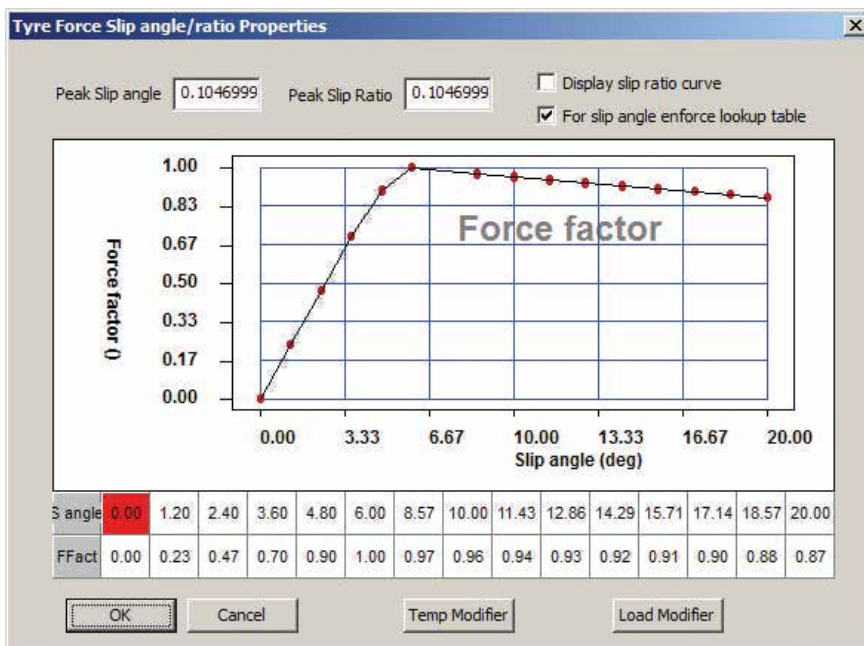 Tyre Force Slip angle/ratio Properties
Peak Slip angle 0.1046999 Peak Slip Ratio 0.1046999
Display slip ratio curve
For slip angle enforce lookup table
1.00
0.83
0.67
0.50
0.33
0.17
0.00
Force factor ()
Force factor
0.00 3.33 6.67 10.00 13.33 16.67 20.00
Slip angle (deg)
S angle 0.00 1.20 2.40 3.60 4.80 6.00 8.57 10.00 11.43 12.86 14.29 15.71 17.14 18.57 20.00
FFact 0.00 0.23 0.47 0.70 0.90 1.00 0.97 0.96 0.94 0.93 0.92 0.91 0.90 0.88 0.87
OK Cancel Temp Modifier Load Modifier